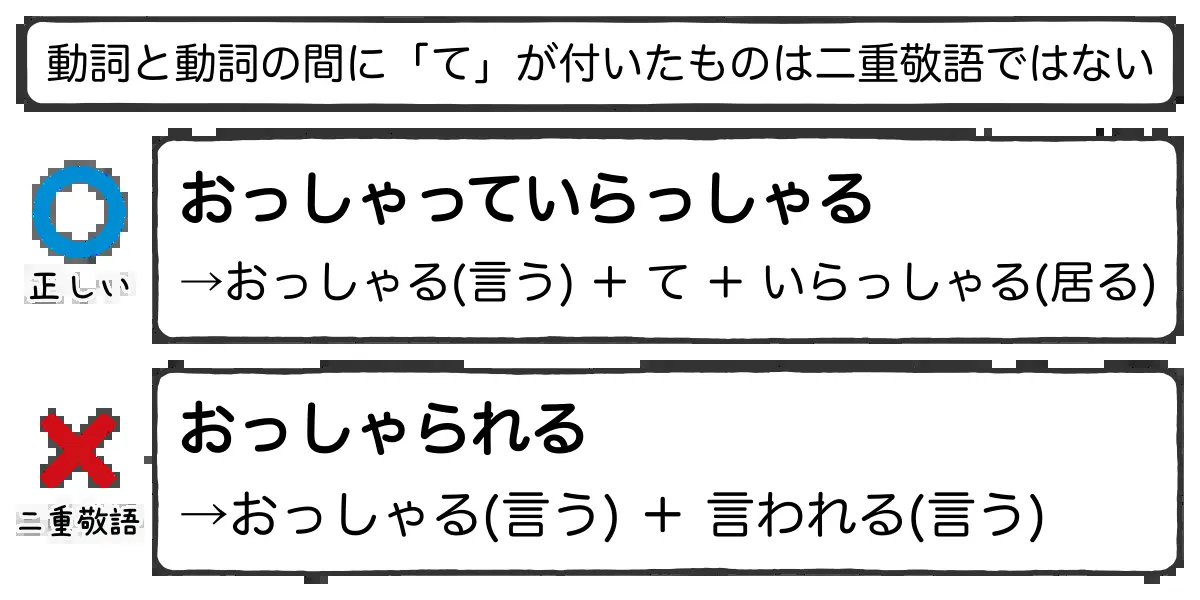 動詞と動詞の間に「て」が付いたものは二重敬語ではない
正しい
おっしゃっていらっしゃる
→おっしゃる(言う) + て + いらっしゃる(居る)
二重敬語
おっしゃられる
→おっしゃる(言う) + 言われる(言う)